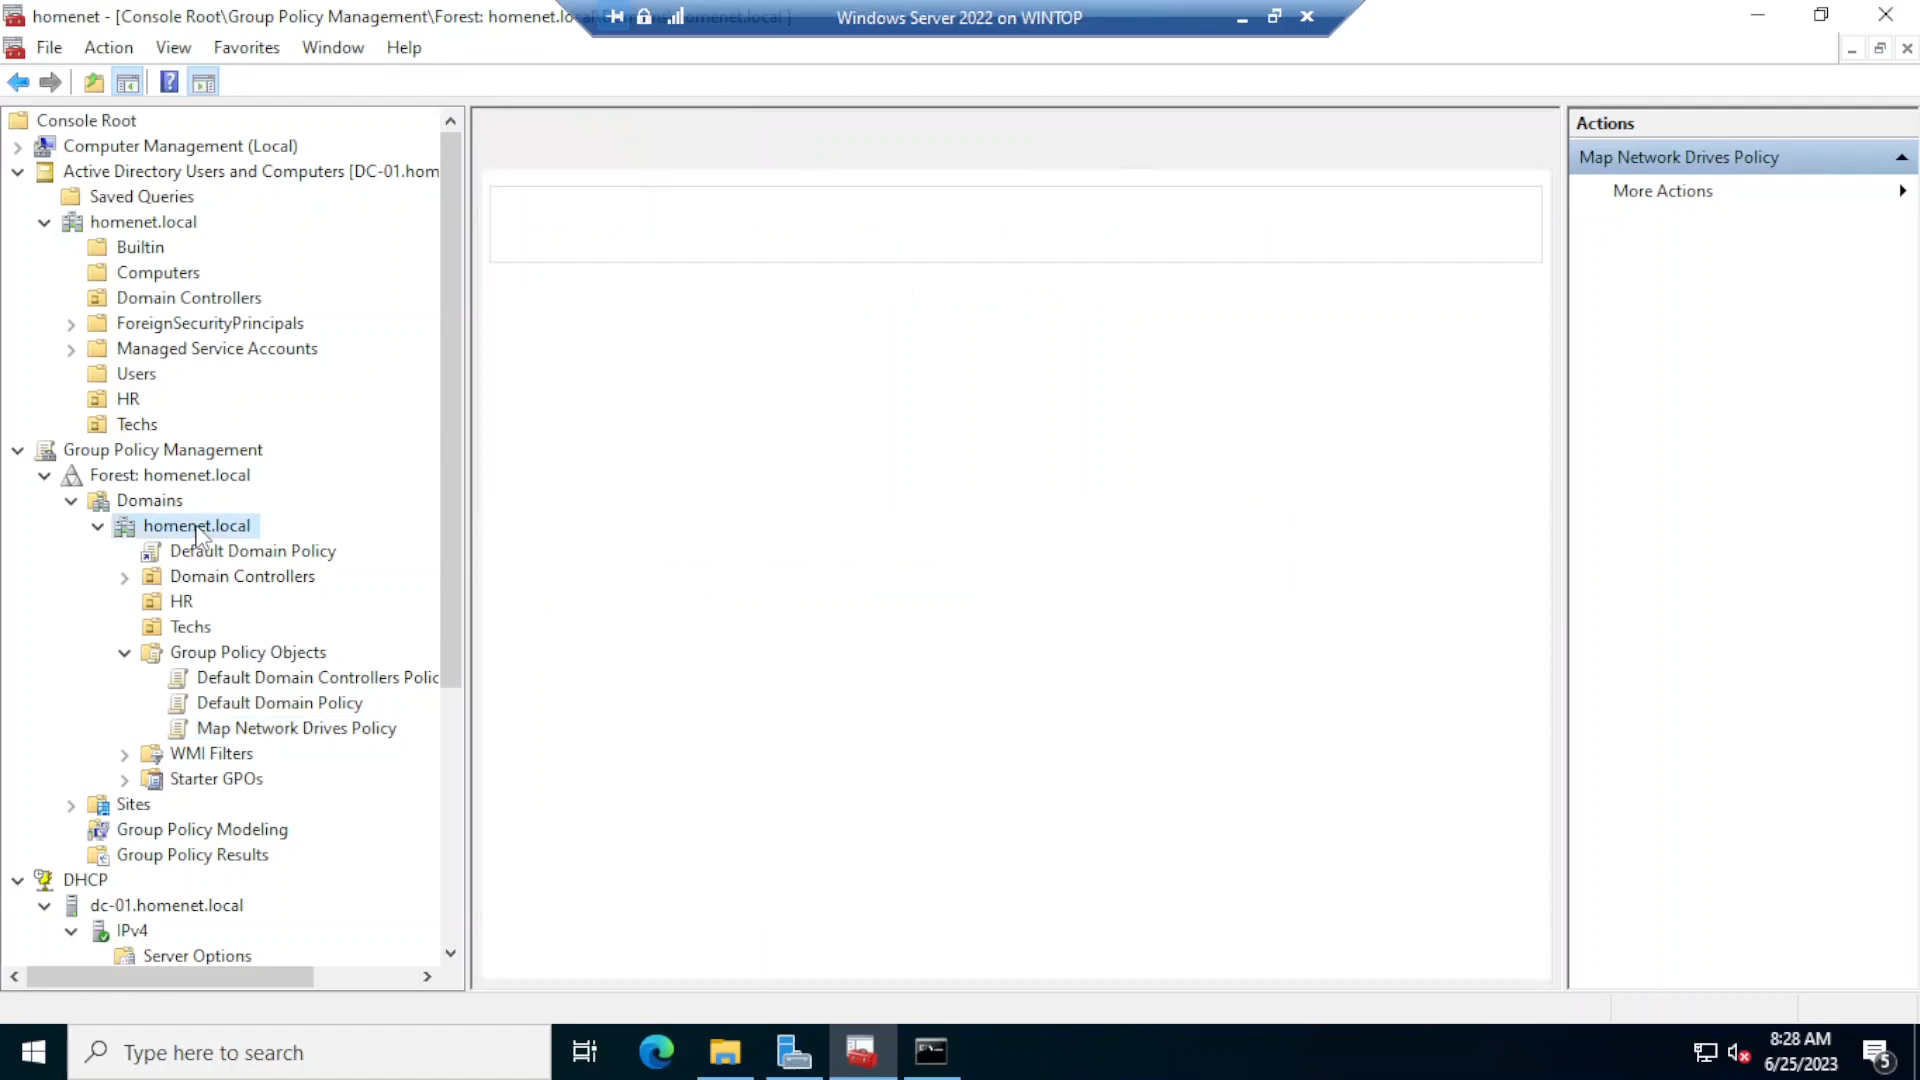 homenet - [Console Root\Group Policy Management\Forest: homenet.loc
Windows Server 2022 on WINTOP
File Action View Favorites Window Help
Console Root
Computer Management (Local)
Active Directory Users and Computers [DC-01.hom
Saved Queries
homenet.local
Builtin
Computers
Domain Controllers
ForeignSecurityPrincipals
Managed Service Accounts
Users
HR
Techs
Group Policy Management
Forest: homenet.local
Domains
homenet.local
Default Domain Policy
Domain Controllers
HR
Techs
Group Policy Objects
Default Domain Controllers Polic
Default Domain Policy
Map Network Drives Policy
WMI Filters
Starter GPOs
Sites
Group Policy Modeling
Group Policy Results
DHCP
dc-01.homenet.local
IPv4
Server Options
Actions
Map Network Drives Policy
More Actions
Type here to search
8:28 AM
6/25/2023
5